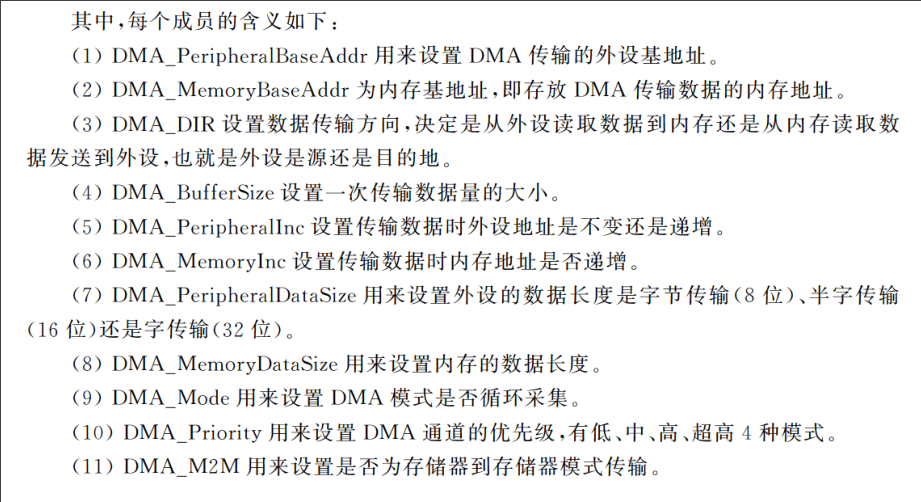 其中,每个成员的含义如下:
(1) DMA_PeripheralBaseAddr 用来设置 DMA 传输的外设基地址。
(2) DMA_MemoryBaseAddr 为内存基地址,即存放 DMA 传输数据的内存地址。
(3) DMA_DIR 设置数据传输方向,决定是从外设读取数据到内存还是从内存读取数
据发送到外设,也就是外设是源还是目的地。
(4) DMA_BufferSize 设置一次传输数据量的大小。
(5) DMA_PeripheralInc 设置传输数据时外设地址是不变还是递增。
(6) DMA_MemoryInc 设置传输数据时内存地址是否递增。
(7) DMA_PeripheralDataSize 用来设置外设的数据长度是字节传输(8 位)、半字传输
(16 位)还是字传输(32 位)。
(8) DMA_MemoryDataSize 用来设置内存的数据长度。
(9) DMA_Mode 用来设置 DMA 模式是否循环采集。
(10) DMA_Priority 用来设置 DMA 通道的优先级,有低、中、高、超高 4 种模式。
(11) DMA_M2M 用来设置是否为存储器到存储器模式传输。